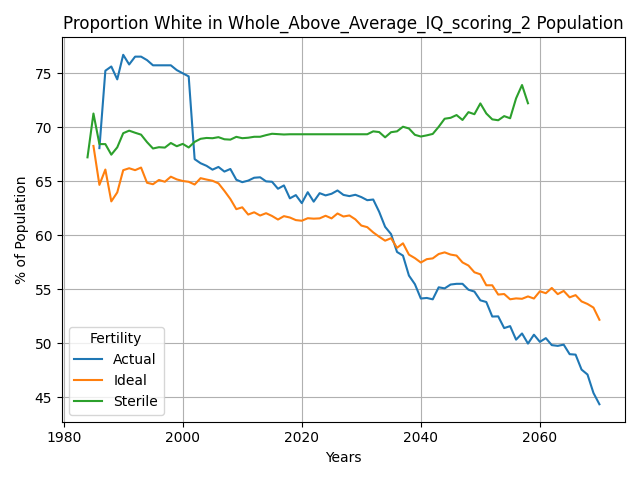 Proportion White in Whole_Above_Average_IQ_scoring_2 Population
% of Population
75
70
65
60
55
50
45
Fertility
Actual
Ideal
Sterile
1980
2000
2020
2040
2060
Years